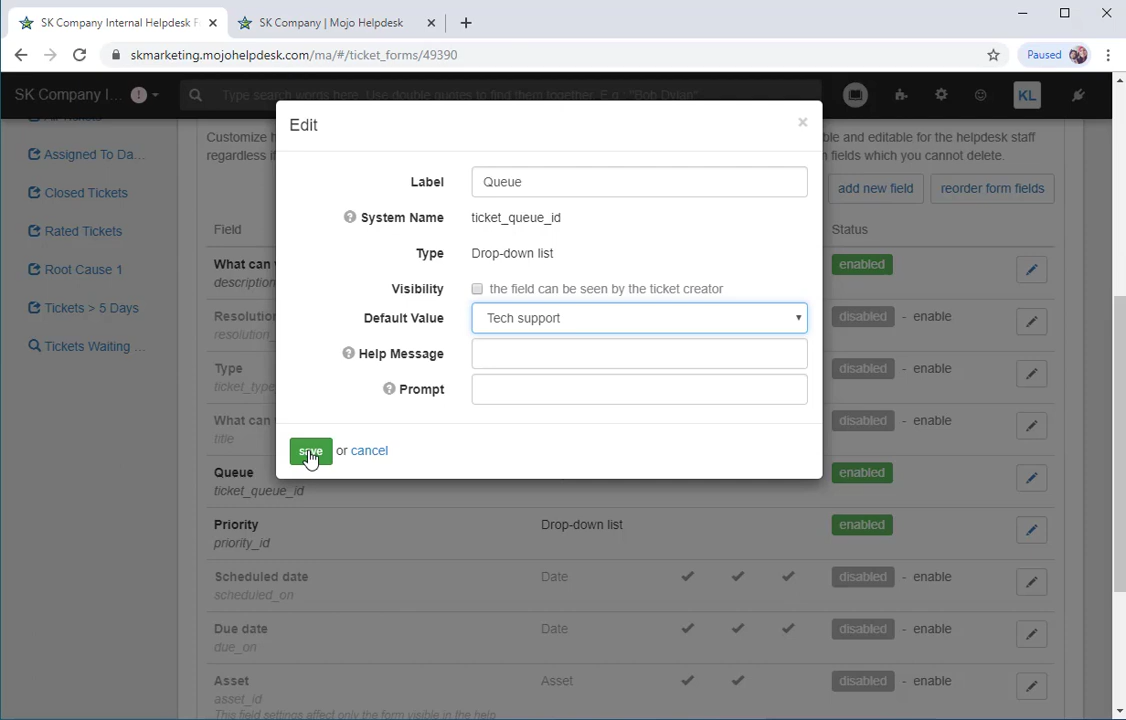 SK Company Internal Helpdesk F
SK Company | Mojo Helpdesk
skmarketing.mojohelpdesk.com/ma/#/ticket_forms/49390
Paused
SK Company I...
Type search words here. Use double quotes to find them together. E.g.: "Bob Dylan"
KL
All Tickets
Assigned To Da...
Closed Tickets
Rated Tickets
Root Cause 1
Tickets > 5 Days
Tickets Waiting ...
Customize h
ble and editable for the helpdesk staff
regardless if
fields which you cannot delete.
add new field
reorder form fields
Field
Status
What can
description
enabled
Resolution
resolution_
disabled - enable
Type
ticket_type
disabled - enable
What can
title
disabled - enable
Queue
ticket_queue_id
enabled
Priority
priority_id
Drop-down list
enabled
Scheduled date
scheduled_on
Date
disabled - enable
Due date
due_on
Date
disabled - enable
Asset
asset_id
Asset
disabled - enable
This field settings affect only the form visible in the help
Edit
Label
Queue
System Name
ticket_queue_id
Type
Drop-down list
Visibility
the field can be seen by the ticket creator
Default Value
Tech support
Help Message
Prompt
save or cancel